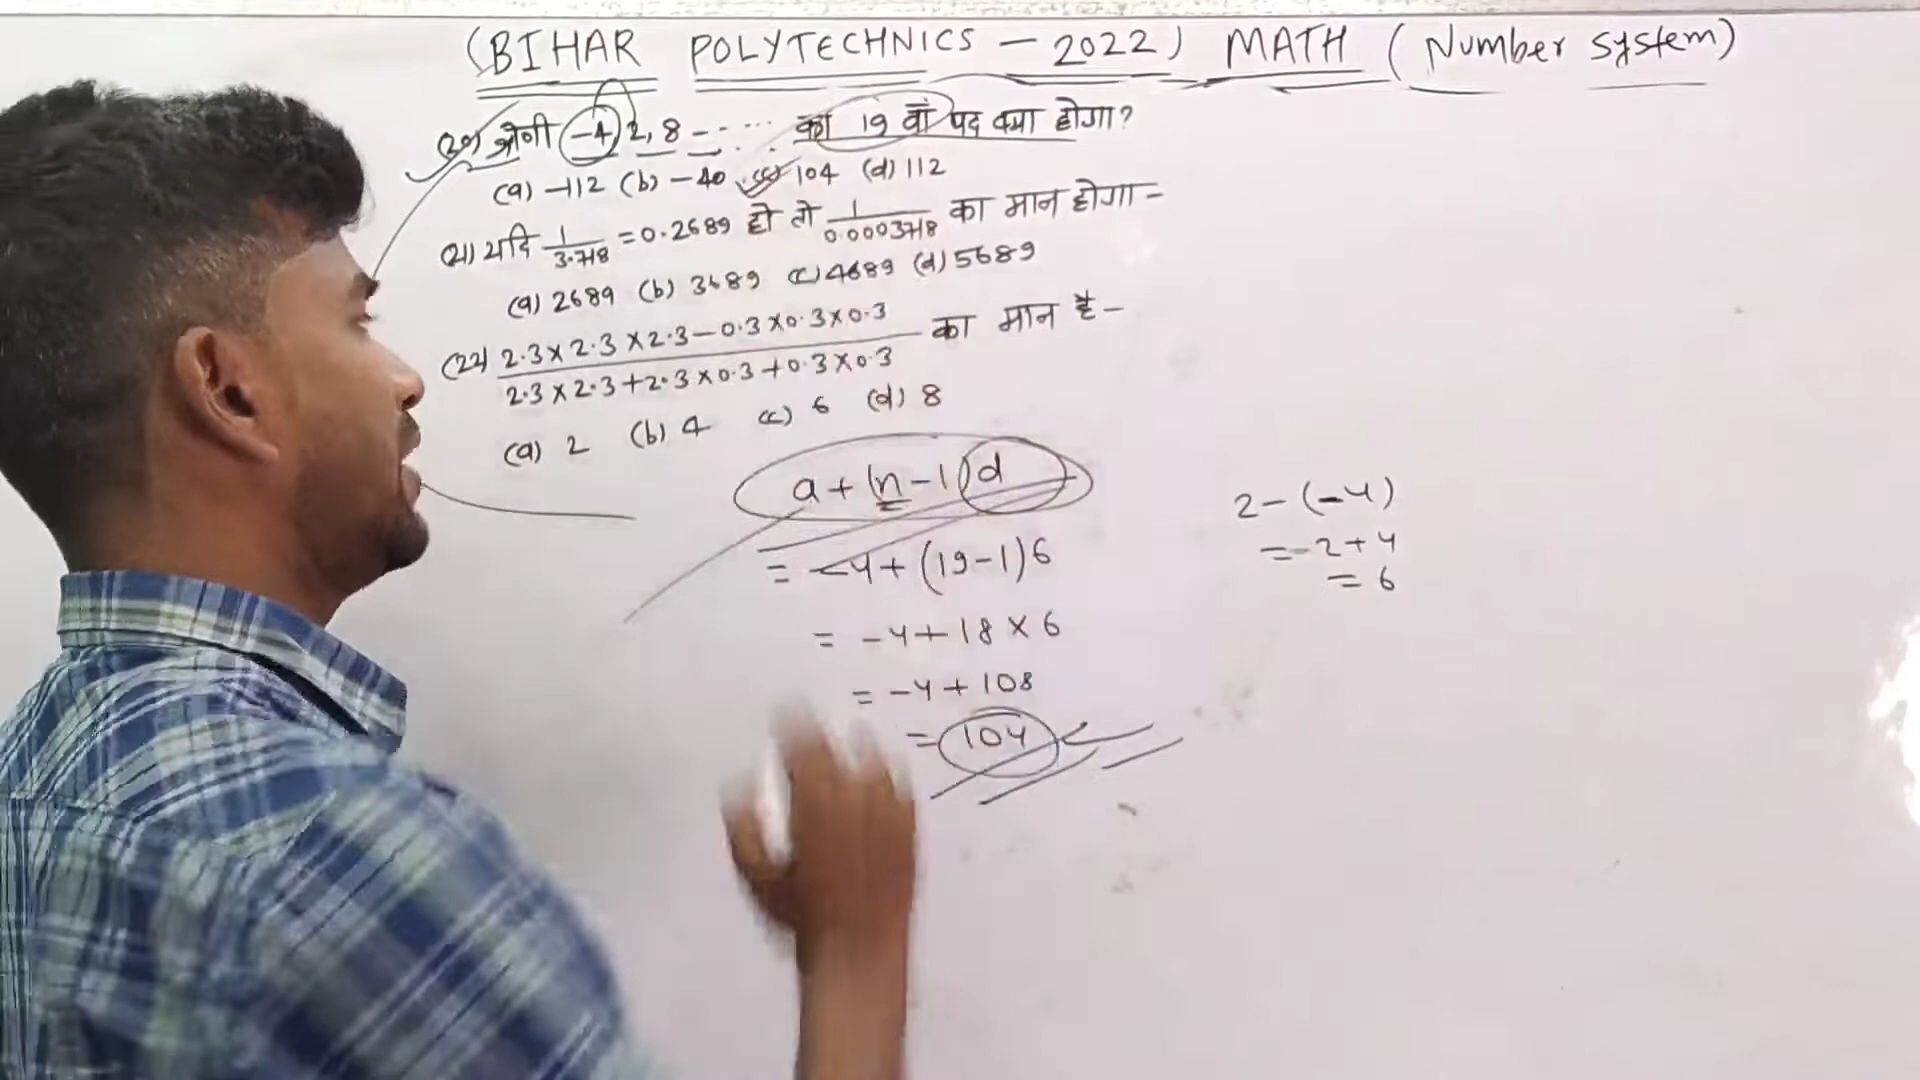 (BIHAR POLYTECHNICS - 2022) MATH (Number system)
(20) श्रेणी -4, 2, 8 ------- का 19 वां पद क्या होगा?
(a) -112 (b) -40 (c) 104 (d) 112
(21) यदि 1/3.718 = 0.2689 हो तो 1/0.0003718 का मान होगा -
(a) 2689 (b) 3689 (c) 4689 (d) 5689
(22) 2.3×2.3×2.3-0.3×0.3×0.3 का मान है -
2.3×2.3+2.3×0.3+0.3×0.3
(a) 2 (b) 4 (c) 6 (d) 8
a+(n-1)d
= -4+(19-1)6
= -4+18×6
= -4+108
= 104
2-(-4)
= 2+4
= 6